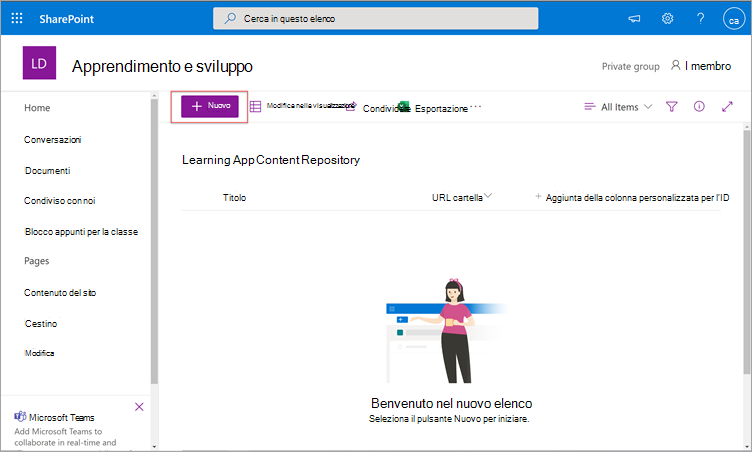 SharePoint
Cerca in questo elenco
ca
LD
Apprendimento e sviluppo
Private group
I membro
Home
Conversazioni
Documenti
Condiviso con noi
Blocco appunti per la classe
Pages
Contenuto del sito
Cestino
Modifica
Microsoft Teams
Add Microsoft Teams to
collaborate in real-time and
Nuovo
Modifica nella visualizzazione
Condividere
Esportazione
All Items
Learning App Content Repository
Titolo
URL cartella
Aggiunta della colonna personalizzata per l'ID
Benvenuto nel nuovo elenco
Seleziona il pulsante Nuovo per iniziare.